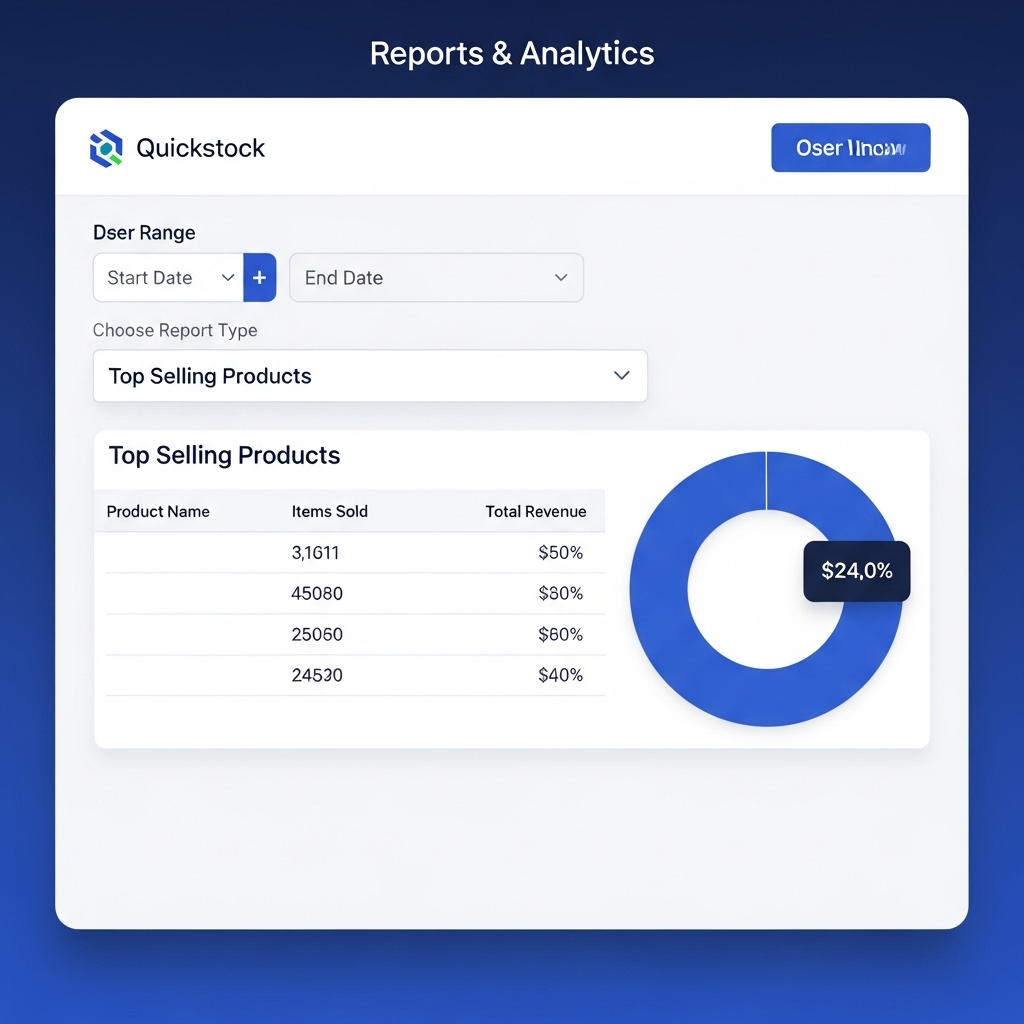 Reports & Analytics
Quickstock
Oser
Dser Range
Start Date + End Date
Choose Report Type
Top Selling Products
Top Selling Products
Product Name Items Sold Total Revenue
3,1611 $50%
45080 $80%
25060 $60%
24530 $40%
$24,0%